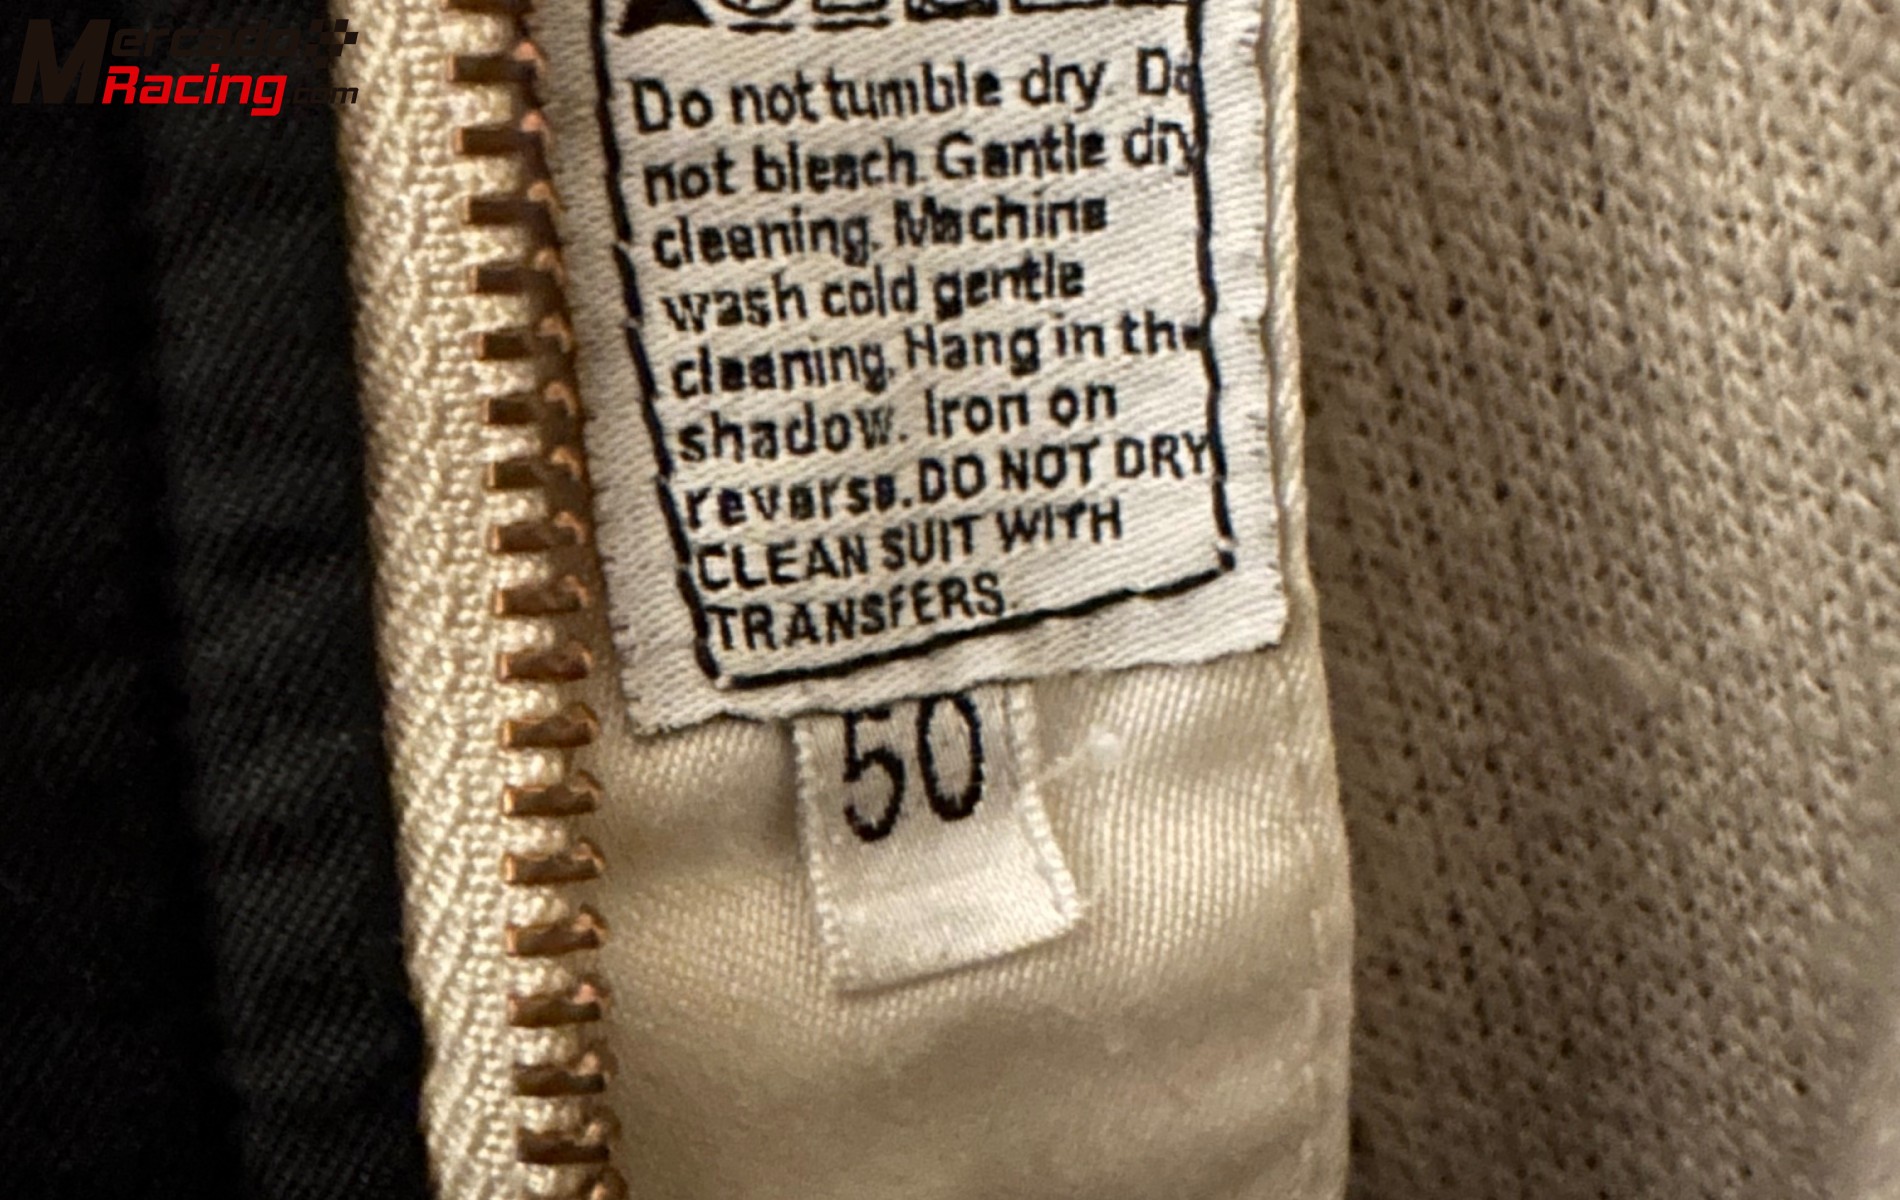 Mercado
Racing.com
Do not tumble dry. Do
not bleach. Gentle dry
cleaning. Machine
wash cold gentle
cleaning. Hang in the
shadow. Iron on
reverse. DO NOT DRY
CLEAN SUIT WITH
TRANSFERS.
50